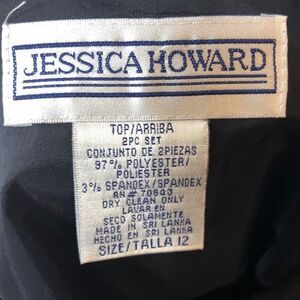 JESSICA HOWARD
TOP/ARRIBA
2PC SET
CONJUNTO DE 2PIEZAS
97% POLYESTER/
POLIESTER
3% SPANDEX/SPANDEX
RN# 70643
DRY CLEAN ONLY
LAVAR EN
SECO SOLAMENTE
MADE IN SRI LANKA
HECHO EN SRI LANKA
SIZE/TALLA 12